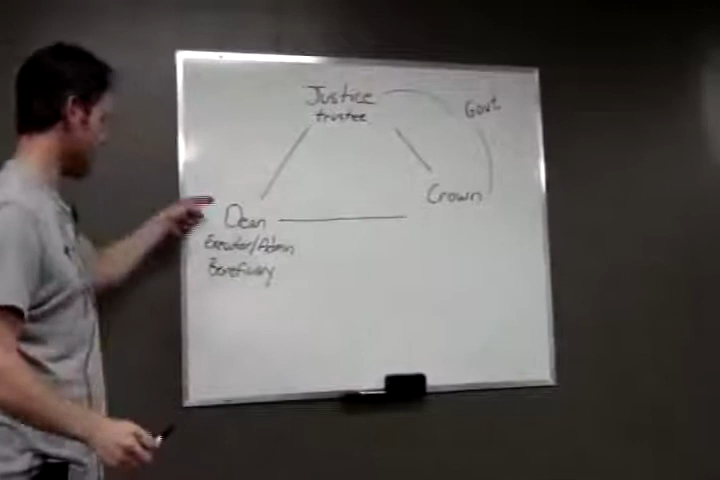 Justice
trustee
Govt
Crown
Dean
Executor/Admin
Beneficiary